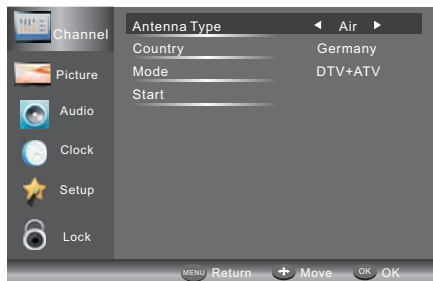 Channel
Picture
Audio
Clock
Setup
Lock
Antenna Type Air
Country Germany
Mode DTV+ATV
Start
MENU Return Move OK OK